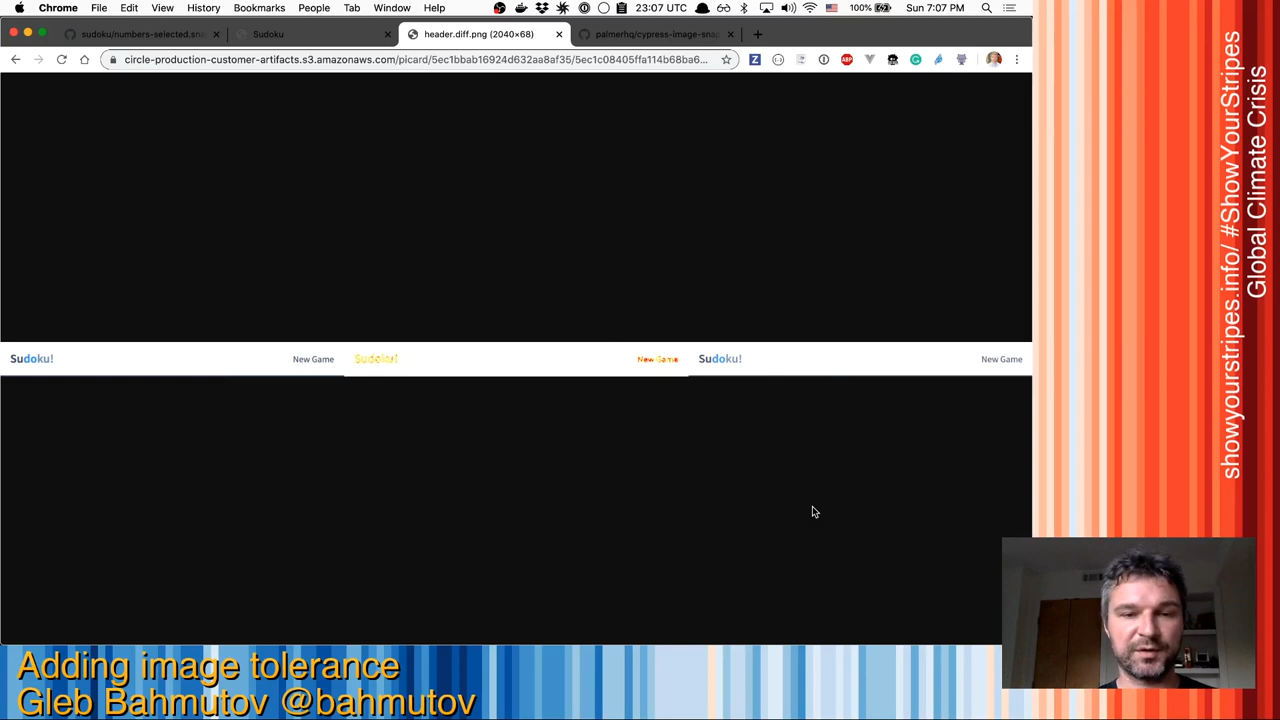 Chrome File Edit View History Bookmarks People Tab Window Help 23:07 UTC 100% Sun 7:07 PM
sudoku/numbers-selected.sna
Sudoku
header.diff.png (2040×68)
palmerhq/cypress-image-snap
circle-production-customer-artifacts.s3.amazonaws.com/picard/5ec1bbab16924d632aa8af35/5ec1c08405ffa114b68ba6...
ABP
Sudoku! New Game Sudoku! New Game Sudoku! New Game
showyourstripes.info/ #ShowYourStripes
Global Climate Crisis
Adding image tolerance
Gleb Bahmutov @bahmutov